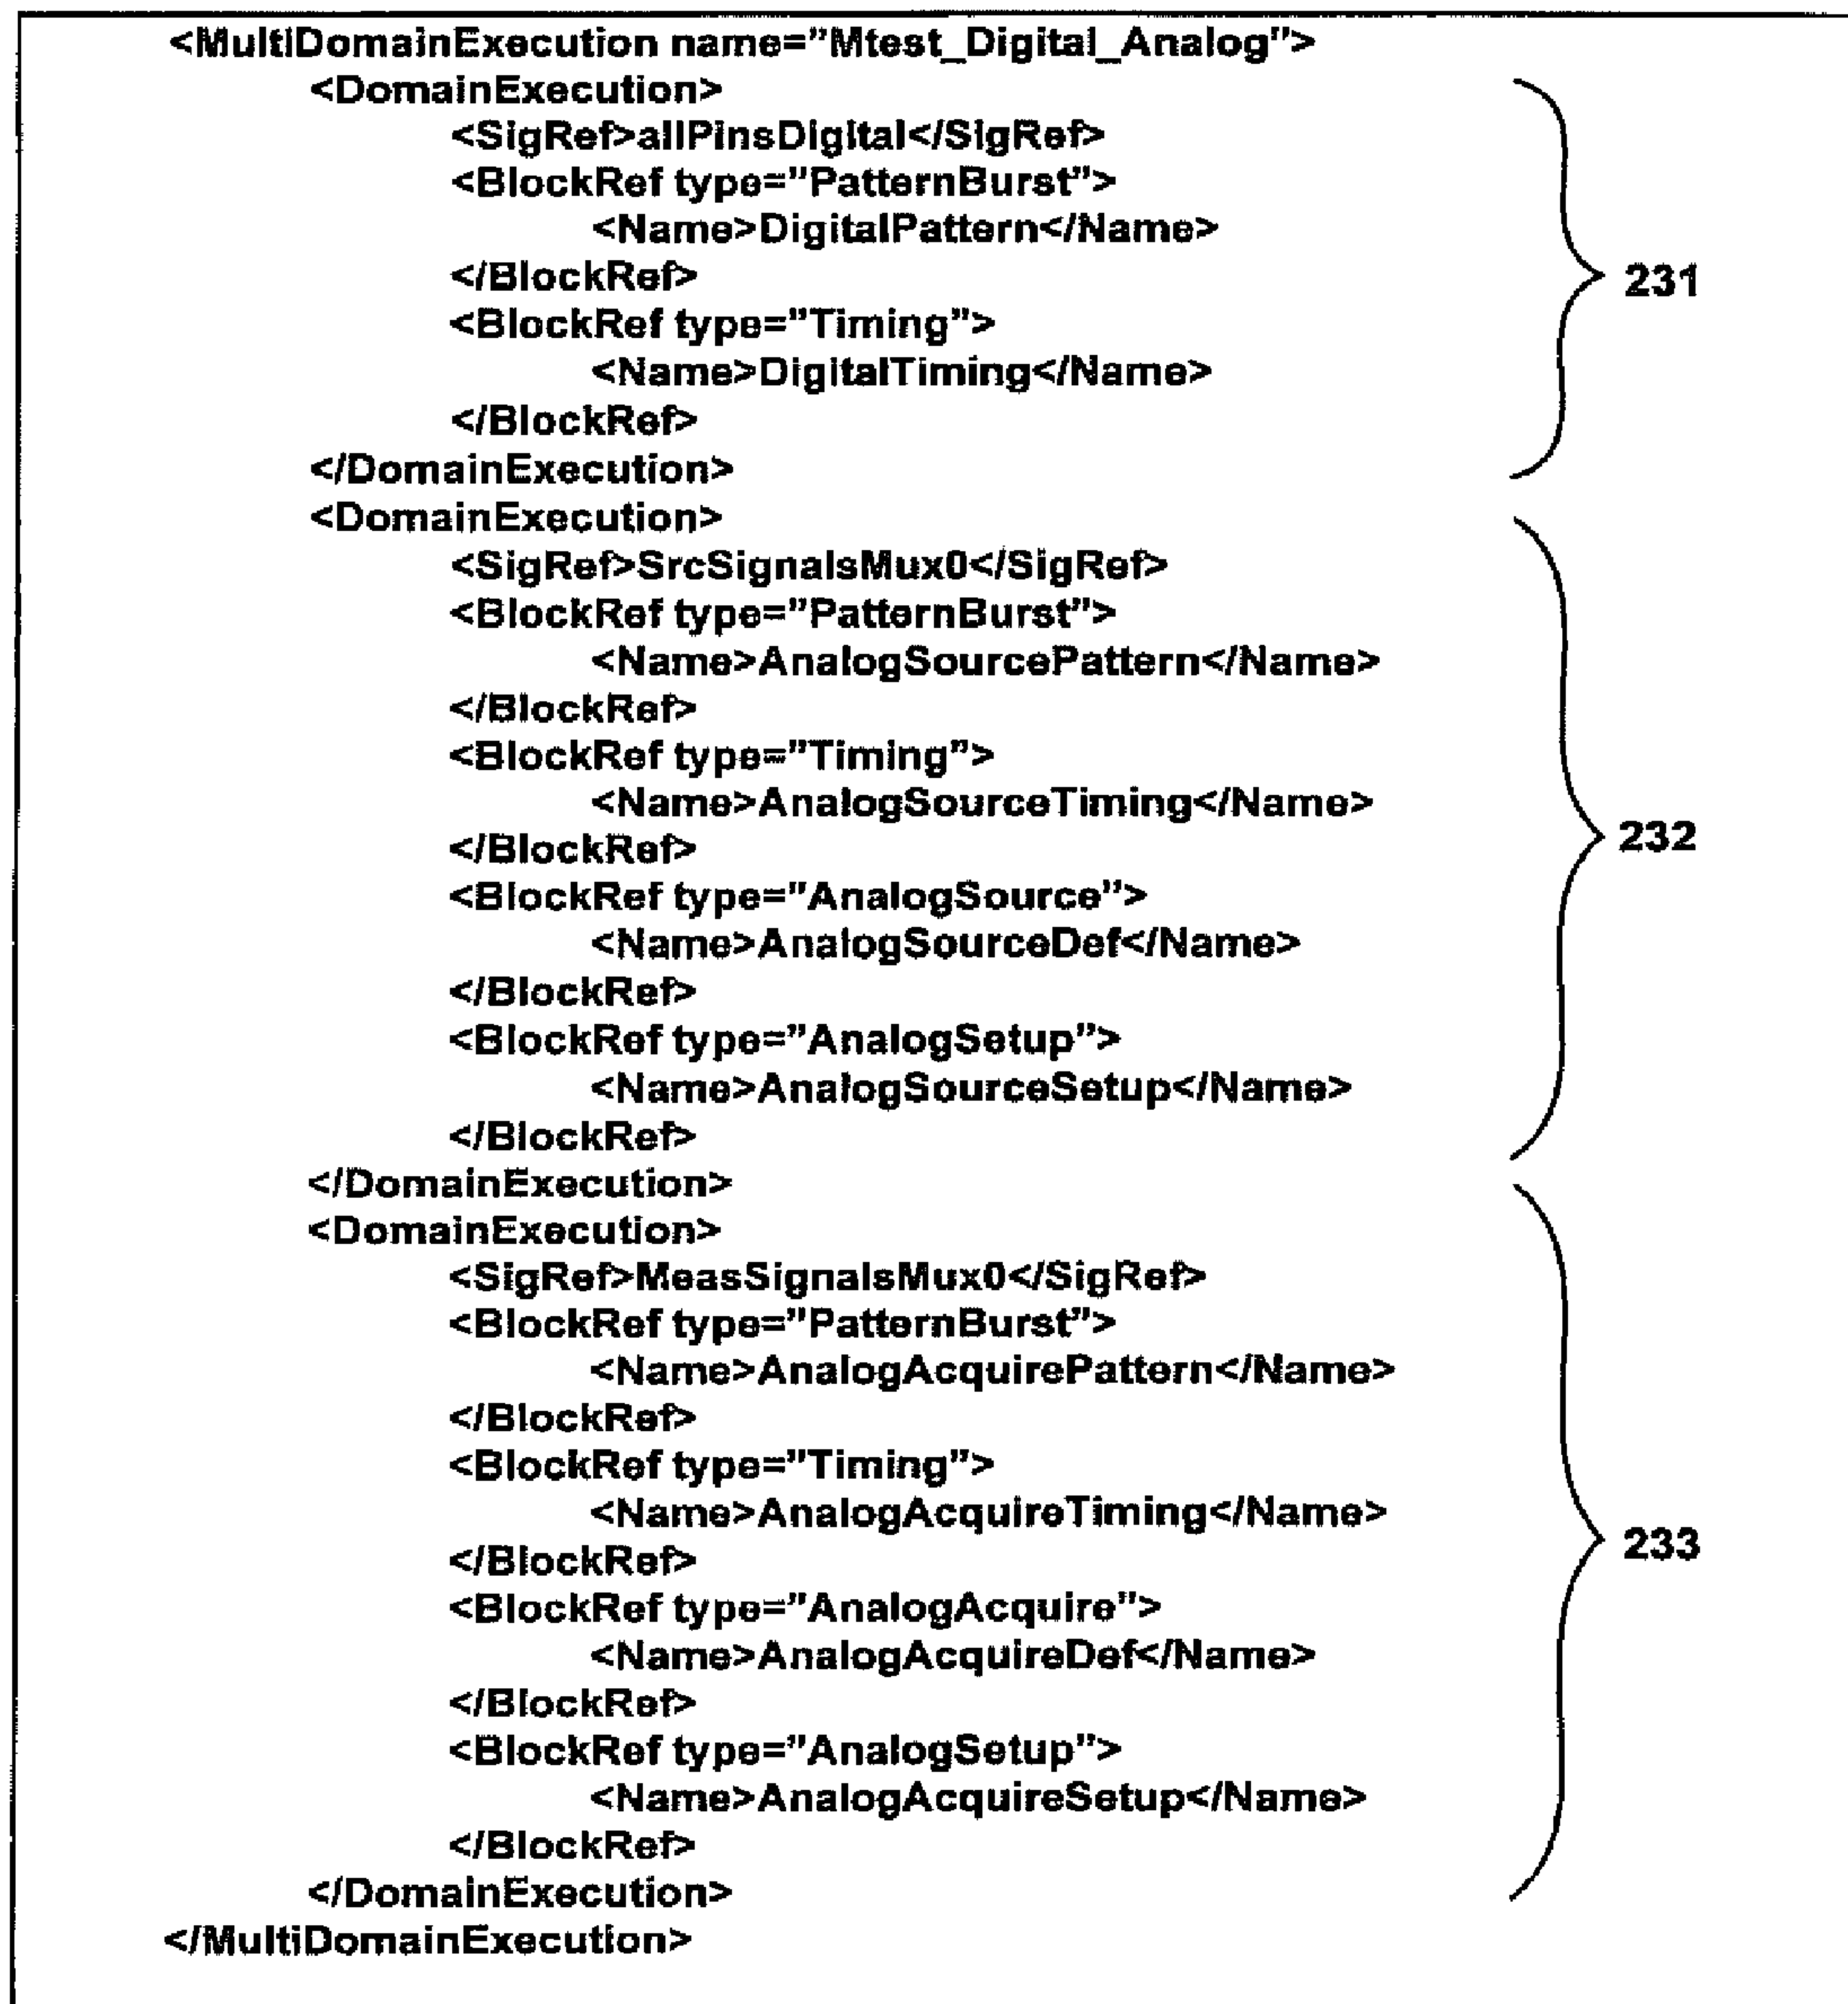 <MultiDomainExecution name="Mtest_Digital_Analog">
<DomainExecution>
<SigRef>allPinsDigital</SigRef>
<BlockRef type="PatternBurst">
<Name>DigitalPattern</Name>
</BlockRef>
231
<BlockRef type="Timing">
<Name>DigitalTiming</Name>
</BlockRef>
</DomainExecution>
<DomainExecution>
<SigRef>SrcSignalsMux0</SigRef>
<BlockRef type="PatternBurst">
<Name>AnalogSourcePattern</Name>
</BlockRef>
<BlockRef type="Timing">
<Name>AnalogSourceTiming</Name>
232
</BlockRef>
<BlockRef type="AnalogSource">
<Name>AnalogSourceDef</Name>
</BlockRef>
<BlockRef type="AnalogSetup">
<Name>AnalogSourceSetup</Name>
</BlockRef>
</DomainExecution>
<DomainExecution>
<SigRef>MeasSignalsMux0</SigRef>
<BlockRef type="PatternBurst">
<Name>AnalogAcquirePattern</Name>
</BlockRef>
<BlockRef type="Timing">
<Name>AnalogAcquireTiming</Name>
233
</BlockRef>
<BlockRef type="AnalogAcquire">
<Name>AnalogAcquireDef</Name>
</BlockRef>
<BlockRef type="AnalogSetup">
<Name>AnalogAcquireSetup</Name>
</BlockRef>
</DomainExecution>
</MultiDomainExecution>